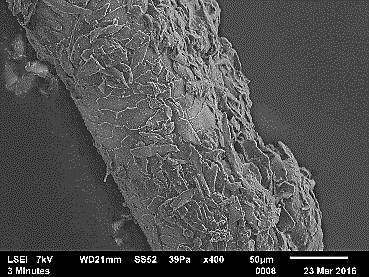 LSEI 7kV WD21mm SS52 39Pa x400 50µm
3 Minutes 0008 23 Mar 2016